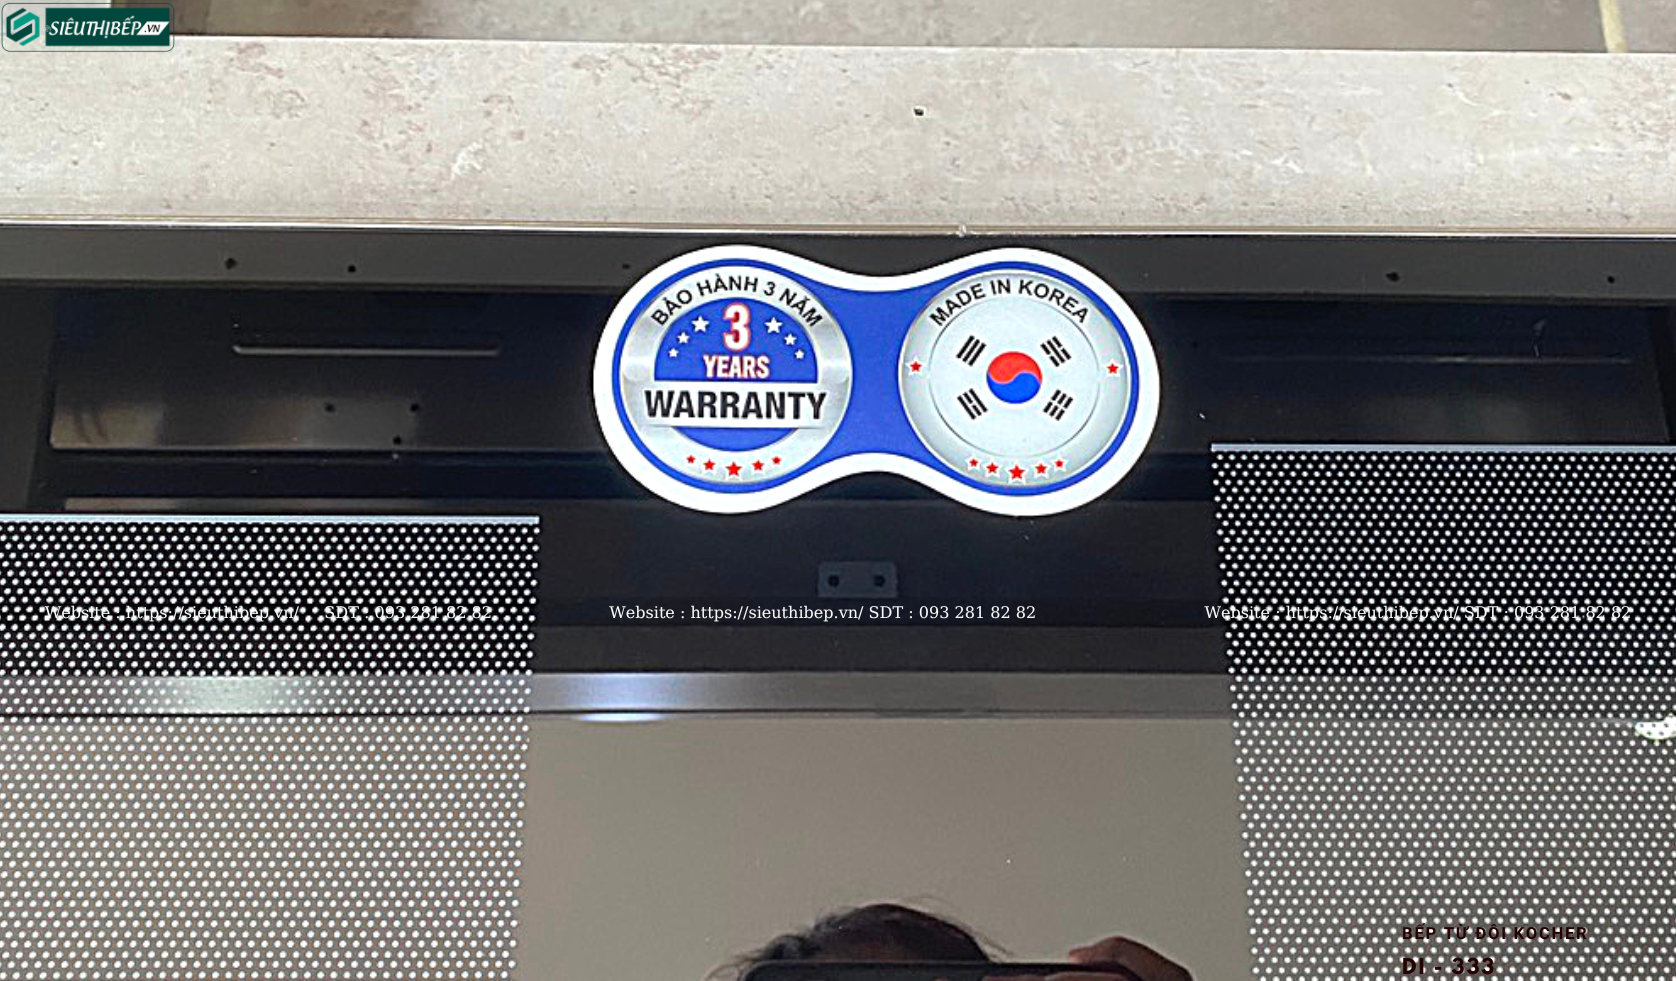 SIÊUTHỊBẾP.VN
BẢO HÀNH 3 NĂM
3
YEARS
WARRANTY
MADE IN KOREA
Website : https://sieuthibep.vn/ SDT : 093 281 82 82
Website : https://sieuthibep.vn/ SDT : 093 281 82 82
Website : https://sieuthibep.vn/ SDT : 093 281 82 82
BẾP TỪ ĐÔI KOCHER
DI - 333